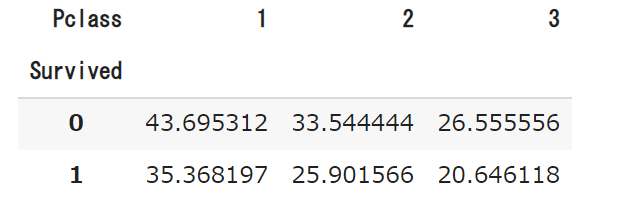 Pclass 1 2 3
Survived
0 43.695312 33.544444 26.555556
1 35.368197 25.901566 20.646118